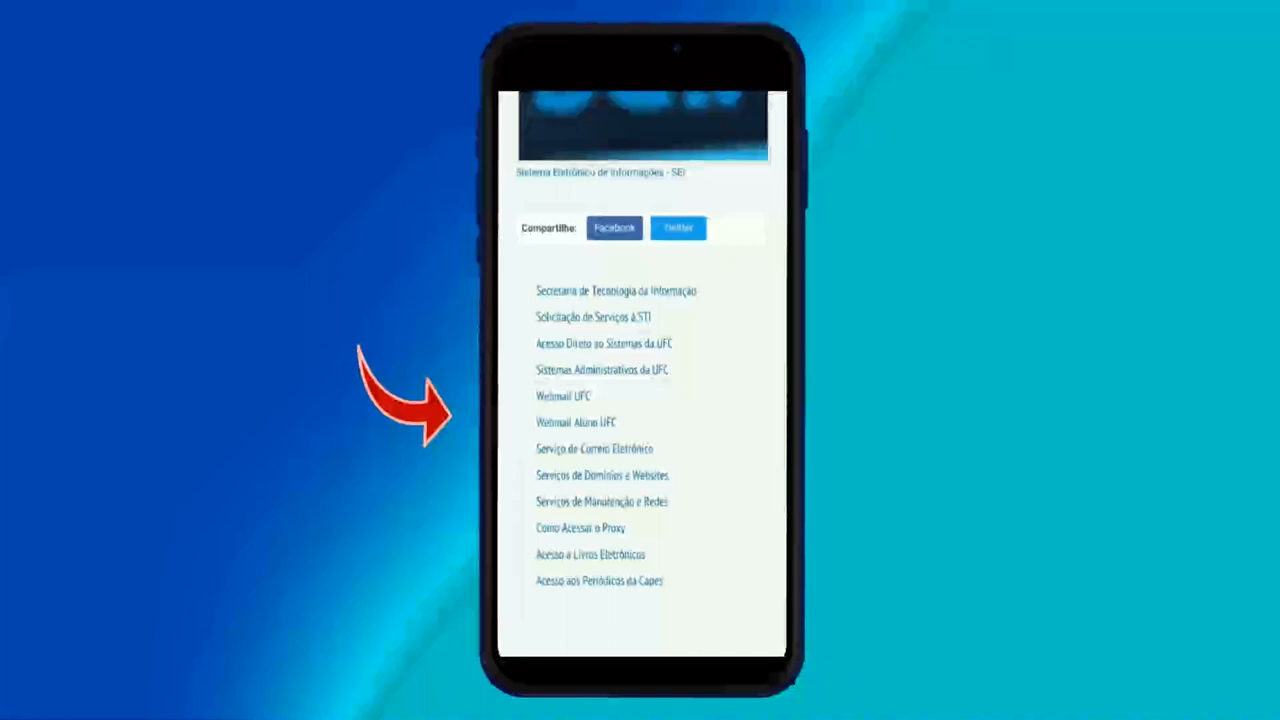 Sistema Eletrônico de Informações - SEI
Compartilhe: Facebook Twitter
Secretaria de Tecnologia da Informação
Solicitação de Serviços à STI
Acesso Direto ao Sistemas da UFC
Sistemas Administrativos da UFC
Webmail UFC
Webmail Aluno UFC
Serviço de Correio Eletrônico
Serviços de Domínios e Websites
Serviços de Manutenção e Redes
Como Acessar o Proxy
Acesso a Livros Eletrônicos
Acesso aos Periódicos da Capes